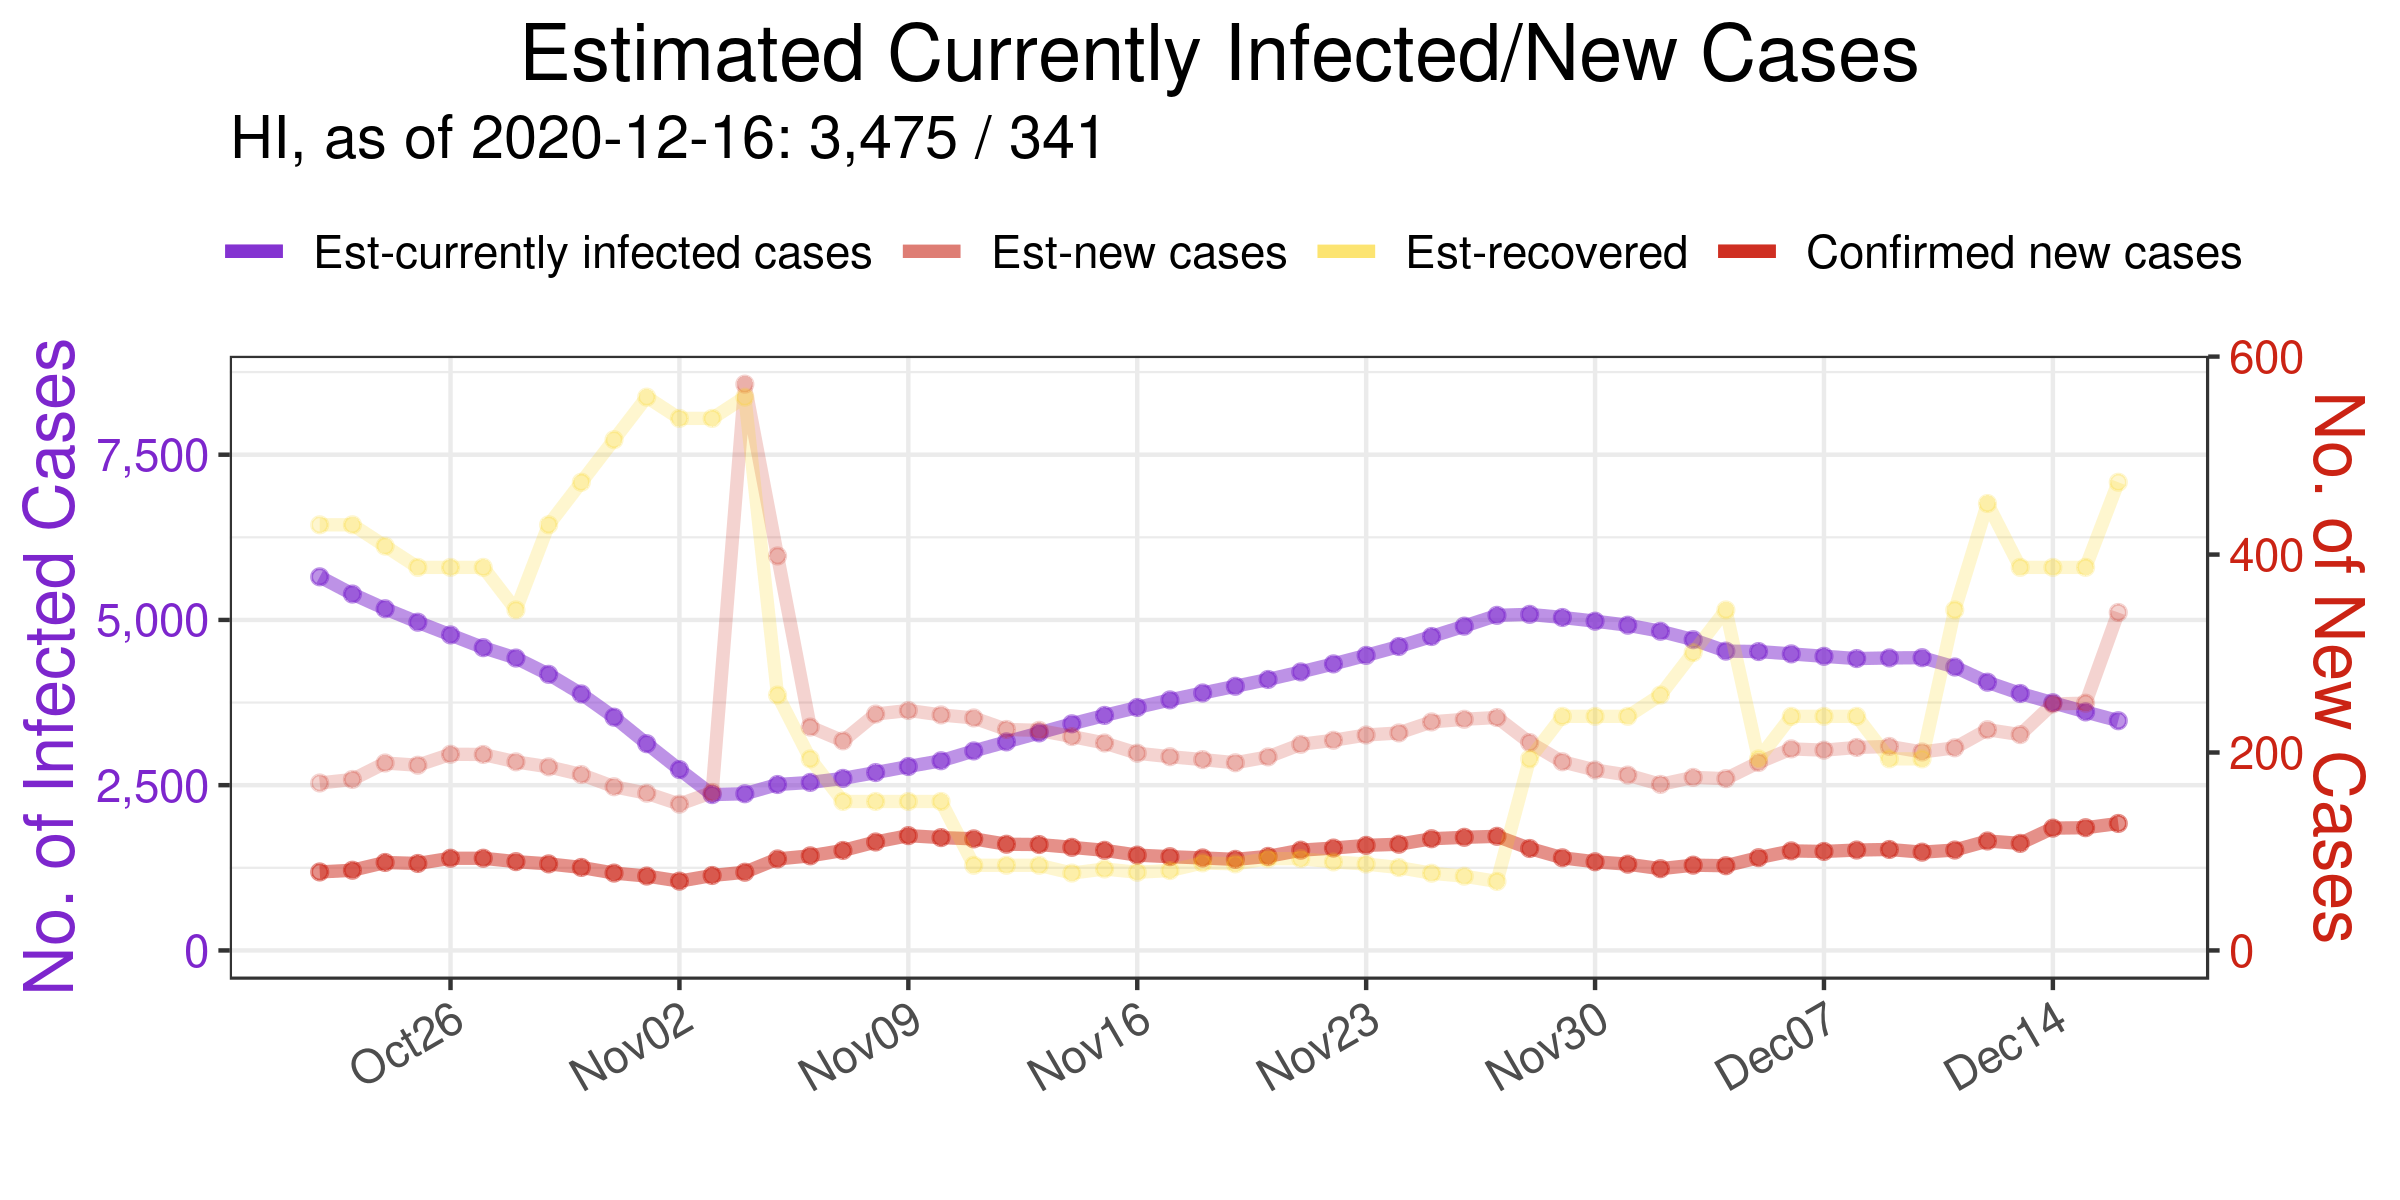 Estimated Currently Infected/New Cases
HI, as of 2020-12-16: 3,475 / 341
Est-currently infected cases Est-new cases Est-recovered Confirmed new cases
No. of Infected Cases
7,500
5,000
2,500
0
600
400
200
0
No. of New Cases
Oct26 Nov02 Nov09 Nov16 Nov23 Nov30 Dec07 Dec14